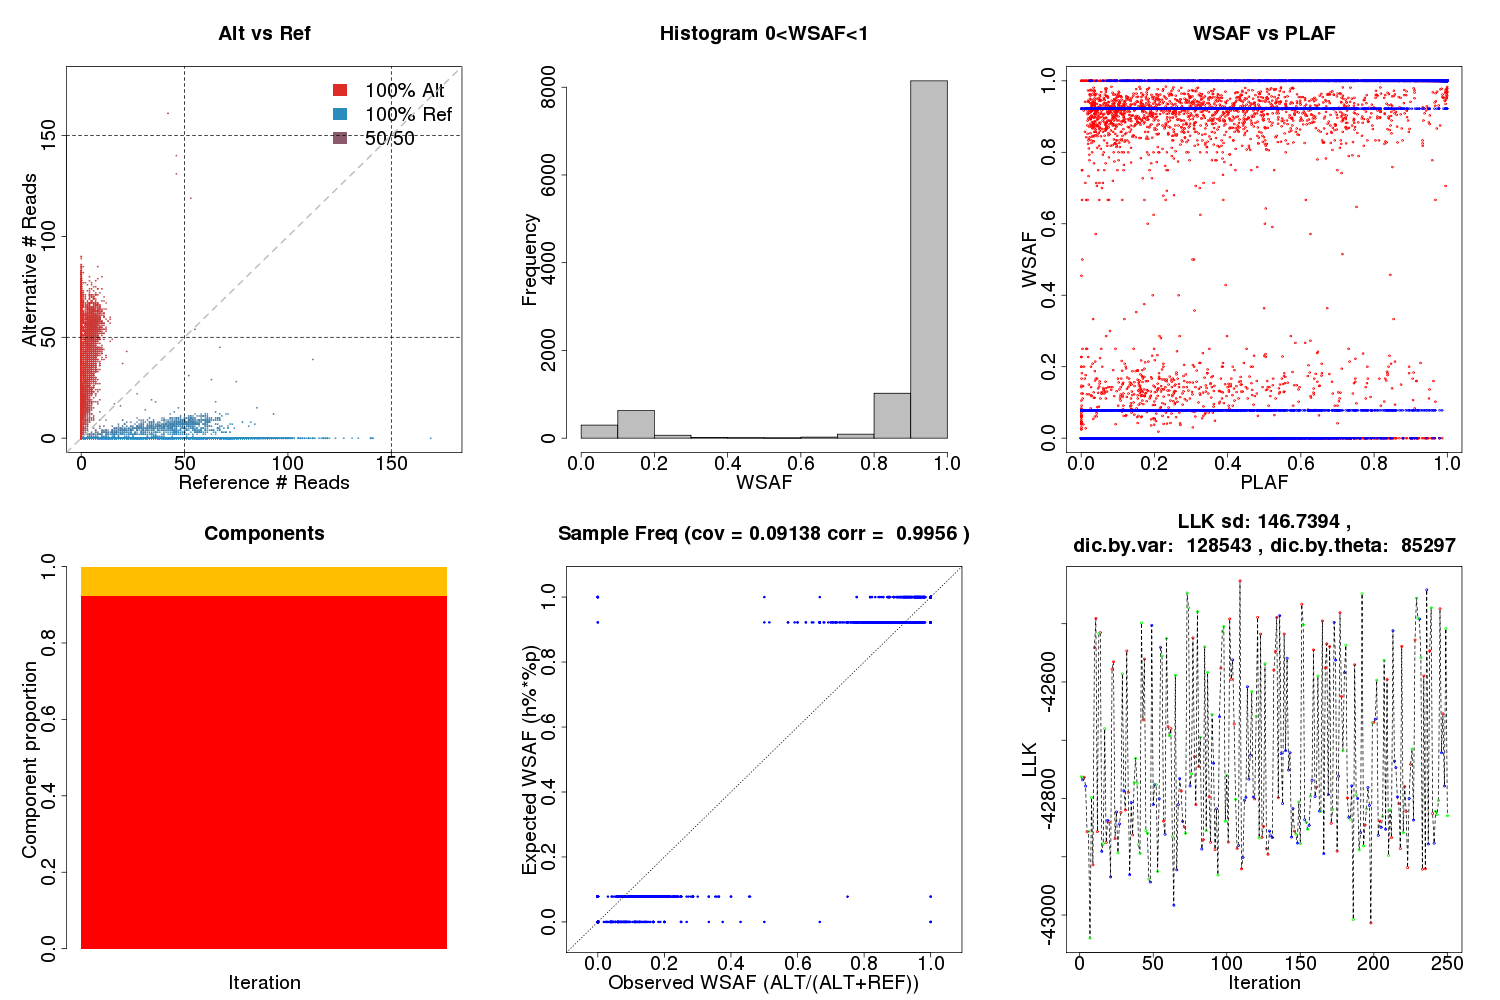 Alt vs Ref
100% Alt
100% Ref
50/50
Alternative # Reads
0 50 100 150
0 50 100 150
Reference # Reads
Histogram 0<WSAF<1
Frequency
0 2000 4000 6000 8000
0.0 0.2 0.4 0.6 0.8 1.0
WSAF
WSAF vs PLAF
WSAF
0.0 0.2 0.4 0.6 0.8 1.0
0.0 0.2 0.4 0.6 0.8 1.0
PLAF
Components
Component proportion
0.0 0.2 0.4 0.6 0.8 1.0
Iteration
Sample Freq (cov = 0.09138 corr = 0.9956 )
Expected WSAF (h%*%p)
0.0 0.2 0.4 0.6 0.8 1.0
0.0 0.2 0.4 0.6 0.8 1.0
Observed WSAF (ALT/(ALT+REF))
LLK sd: 146.7394 ,
dic.by.var: 128543 , dic.by.theta: 85297
LLK
-43000 -42800 -42600
0 50 100 150 200 250
Iteration